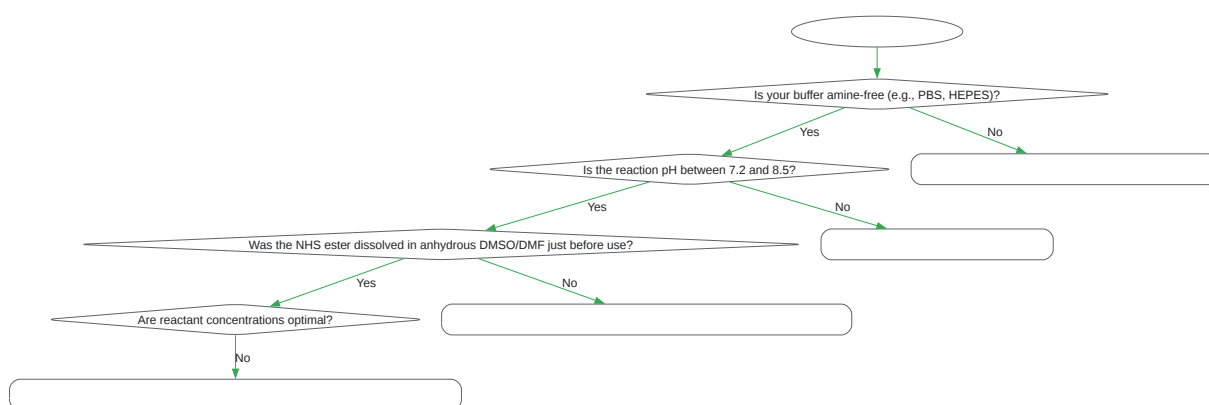 Is your buffer amine-free (e.g., PBS, HEPES)?
Yes
No
Is the reaction pH between 7.2 and 8.5?
Yes
No
Was the NHS ester dissolved in anhydrous DMSO/DMF just before use?
Yes
No
Are reactant concentrations optimal?
No